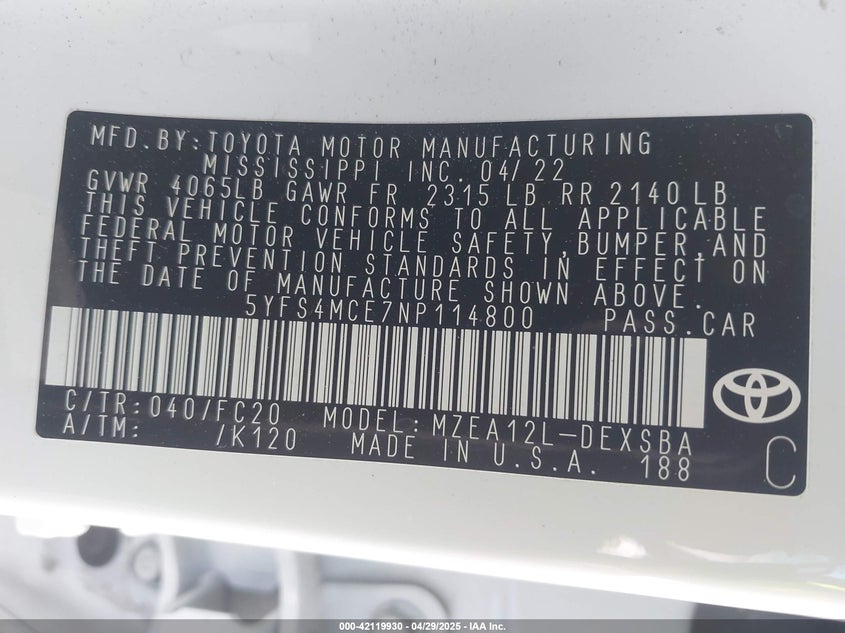 MFD.BY:TOYOTA MOTOR MANUFACTURING
MISSISSIPPI INC. 04/22
GVWR 4065LB GAWR FR 2315 LB RR 2140 LB
THIS VEHICLE CONFORMS TO ALL APPLICABLE
FEDERAL MOTOR VEHICLE SAFETY,BUMPER,AND
THEFT PREVENTION STANDARDS IN EFFECT ON
THE DATE OF MANUFACTURE SHOWN ABOVE.
5YFS4MCE7NP114800 PASS.CAR
C/TR:040/FC20 MODEL:MZEA12L-DEXSBA
A/TM: /K120 MADE IN U.S.A. 188
C
000-42119930 - 04/29/2025 - IAA Inc.